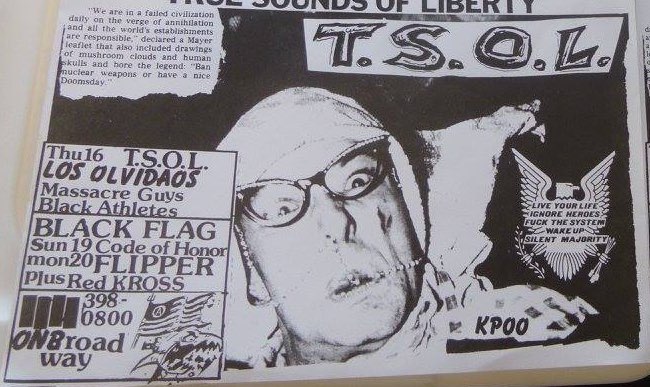 TRUE SOUNDS OF LIBERTY
"We are in a failed civilization
daily on the verge of annihilation
and all the world's establishments
are responsible," declared a Mayer
leaflet that also included drawings
of mushroom clouds and human
skulls and bore the legend: "Ban
nuclear weapons or have a nice
Doomsday."
T.S.O.L.
Thu16 T.S.O.L.
LOS OLVIDAOS
Massacre Guys
Black Athletes
BLACK FLAG
Sun 19 Code of Honor
mon20 FLIPPER
Plus Red KROSS
398-
0800
ON Broad
way
LIVE YOUR LIFE
IGNORE HEROES
FUCK THE SYSTEM
WAKE UP
SILENT MAJORITY
KPOO